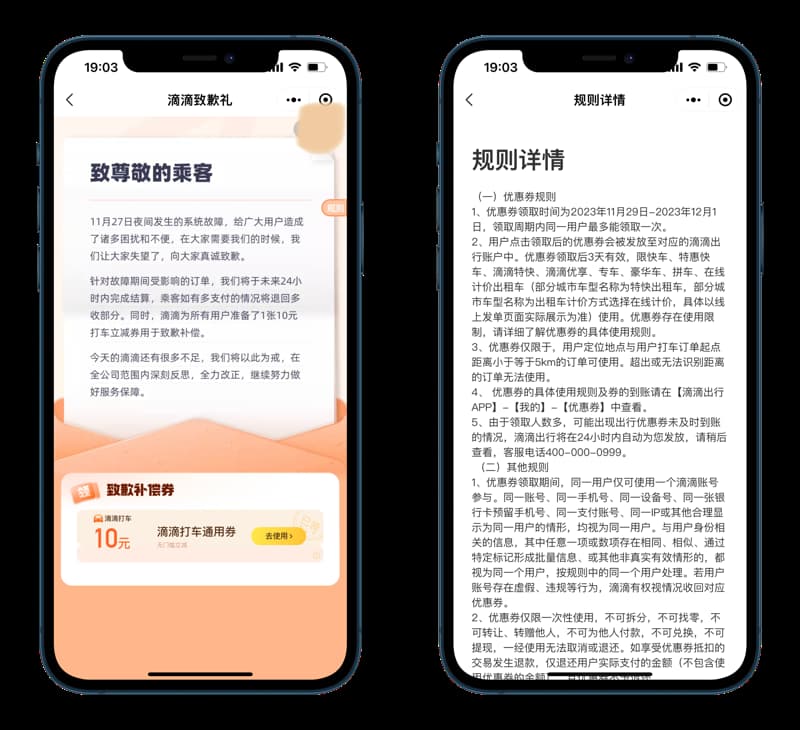 19:03
滴滴致歉礼
致尊敬的乘客
规则
11月27日夜间发生的系统故障，给广大用户造成
了诸多困扰和不便，在大家需要我们的时候，我
们让大家失望了，向大家真诚致歉。
针对故障期间受影响的订单，我们将于未来24小
时内完成结算，乘客如有多支付的情况将退回多
收部分。同时，滴滴为所有用户准备了1张10元
打车立减券用于致歉补偿。
今天的滴滴还有很多不足，我们将以此为戒，在
全公司范围内深刻反思，全力改正，继续努力做
好服务保障。
致歉补偿券
滴滴打车
10元
滴滴打车通用券
无门槛立减
去使用>
19:03
规则详情
规则详情
（一）优惠券规则
1、优惠券领取时间为2023年11月29日-2023年12月1
日，领取周期内同一用户最多能领取一次。
2、用户点击领取后的优惠券会被发放至对应的滴滴出
行账户中。优惠券领取后3天有效，限快车、特惠快
车、滴滴特快、滴滴优享、专车、豪华车、拼车、在线
计价出租车（部分城市车型名称为特快出租车，部分城
市车型名称为出租车计价方式选择在线计价，具体以线
上发单页面实际展示为准）使用。优惠券存在使用限
制，请详细了解优惠券的具体使用规则。
3、优惠券仅限于，用户定位地点与用户打车订单起点
距离小于等于5km的订单可使用。超出或无法识别距离
的订单无法使用。
4、 优惠券的具体使用规则及券的到账请在【滴滴出行
APP】-【我的】-【优惠券】中查看。
5、由于领取人数多，可能出现出行优惠券未及时到账
的情况，滴滴出行将在24小时内自动为您发放，请稍后
查看，客服电话400-000-0999。
（二）其他规则
1、优惠券领取期间，同一用户仅可使用一个滴滴账号
参与。同一账号、同一手机号、同一设备号、同一张银
行卡预留手机号、同一支付账号、同一IP或其他合理显
示为同一用户的情形，均视为同一用户。与用户身份相
关的信息，其中任意一项或数项存在相同、相似、通过
特定标记形成批量信息、或其他非真实有效情形的，都
视为同一个用户，按规则中的同一个用户处理。若用户
账号存在虚假、违规等行为，滴滴有权视情况收回对应
优惠券。
2、优惠券仅限一次性使用，不可拆分，不可找零，不
可转让、转赠他人，不可为他人付款，不可兑换，不可
提现，一经使用无法取消或退还。如享受优惠券抵扣的
交易发生退款，仅退还用户实际支付的金额（不包含使
用优惠券的金额）